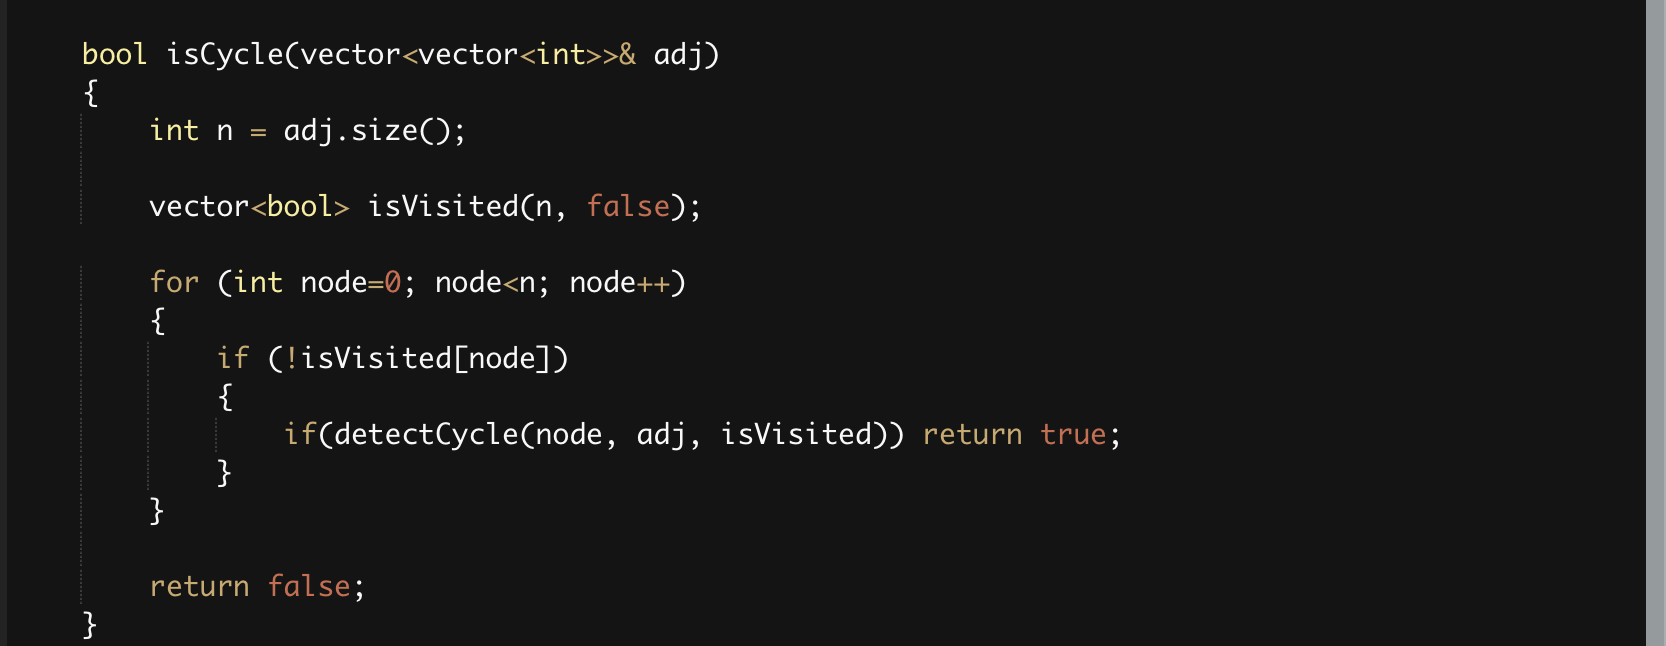 bool isCycle(vector<vector<int>>& adj)
{
    int n = adj.size();

    vector<bool> isVisited(n, false);

    for (int node=0; node<n; node++)
    {
        if (!isVisited[node])
        {
            if(detectCycle(node, adj, isVisited)) return true;
        }
    }

    return false;
}